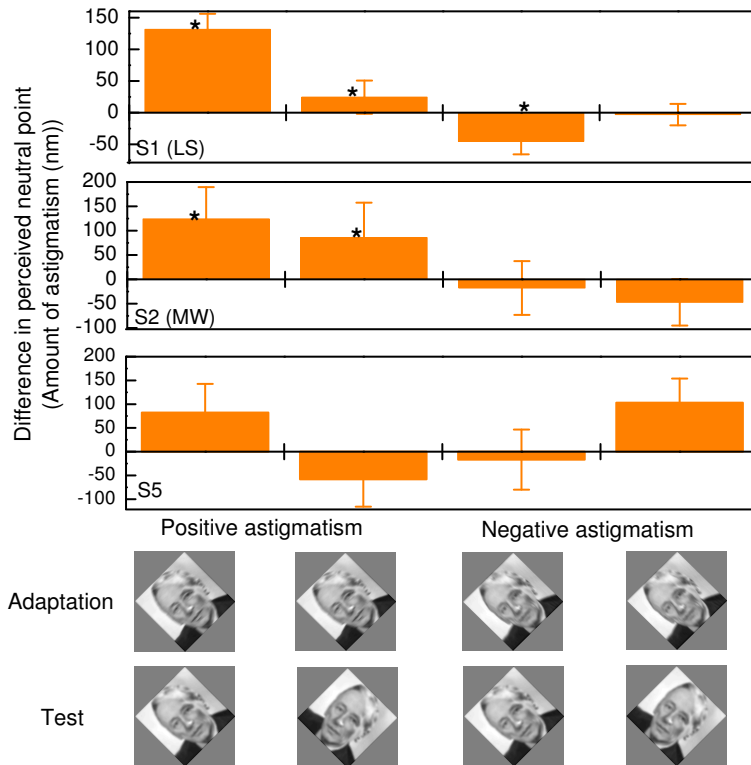 Difference in perceived neutral point
(Amount of astigmatism (nm))
150
*
100
50
*
*
0
-50
S1 (LS)
200
150
*
100
*
50
0
-50
-100
S2 (MW)
200
150
100
50
0
-50
-100
S5
Positive astigmatism
Negative astigmatism
Adaptation
Test